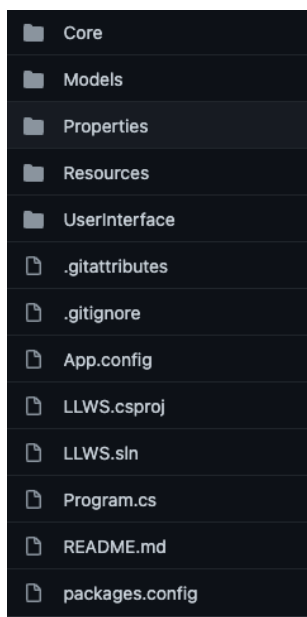 Core
Models
Properties
Resources
UserInterface
.gitattributes
.gitignore
App.config
LLWS.csproj
LLWS.sln
Program.cs
README.md
packages.config